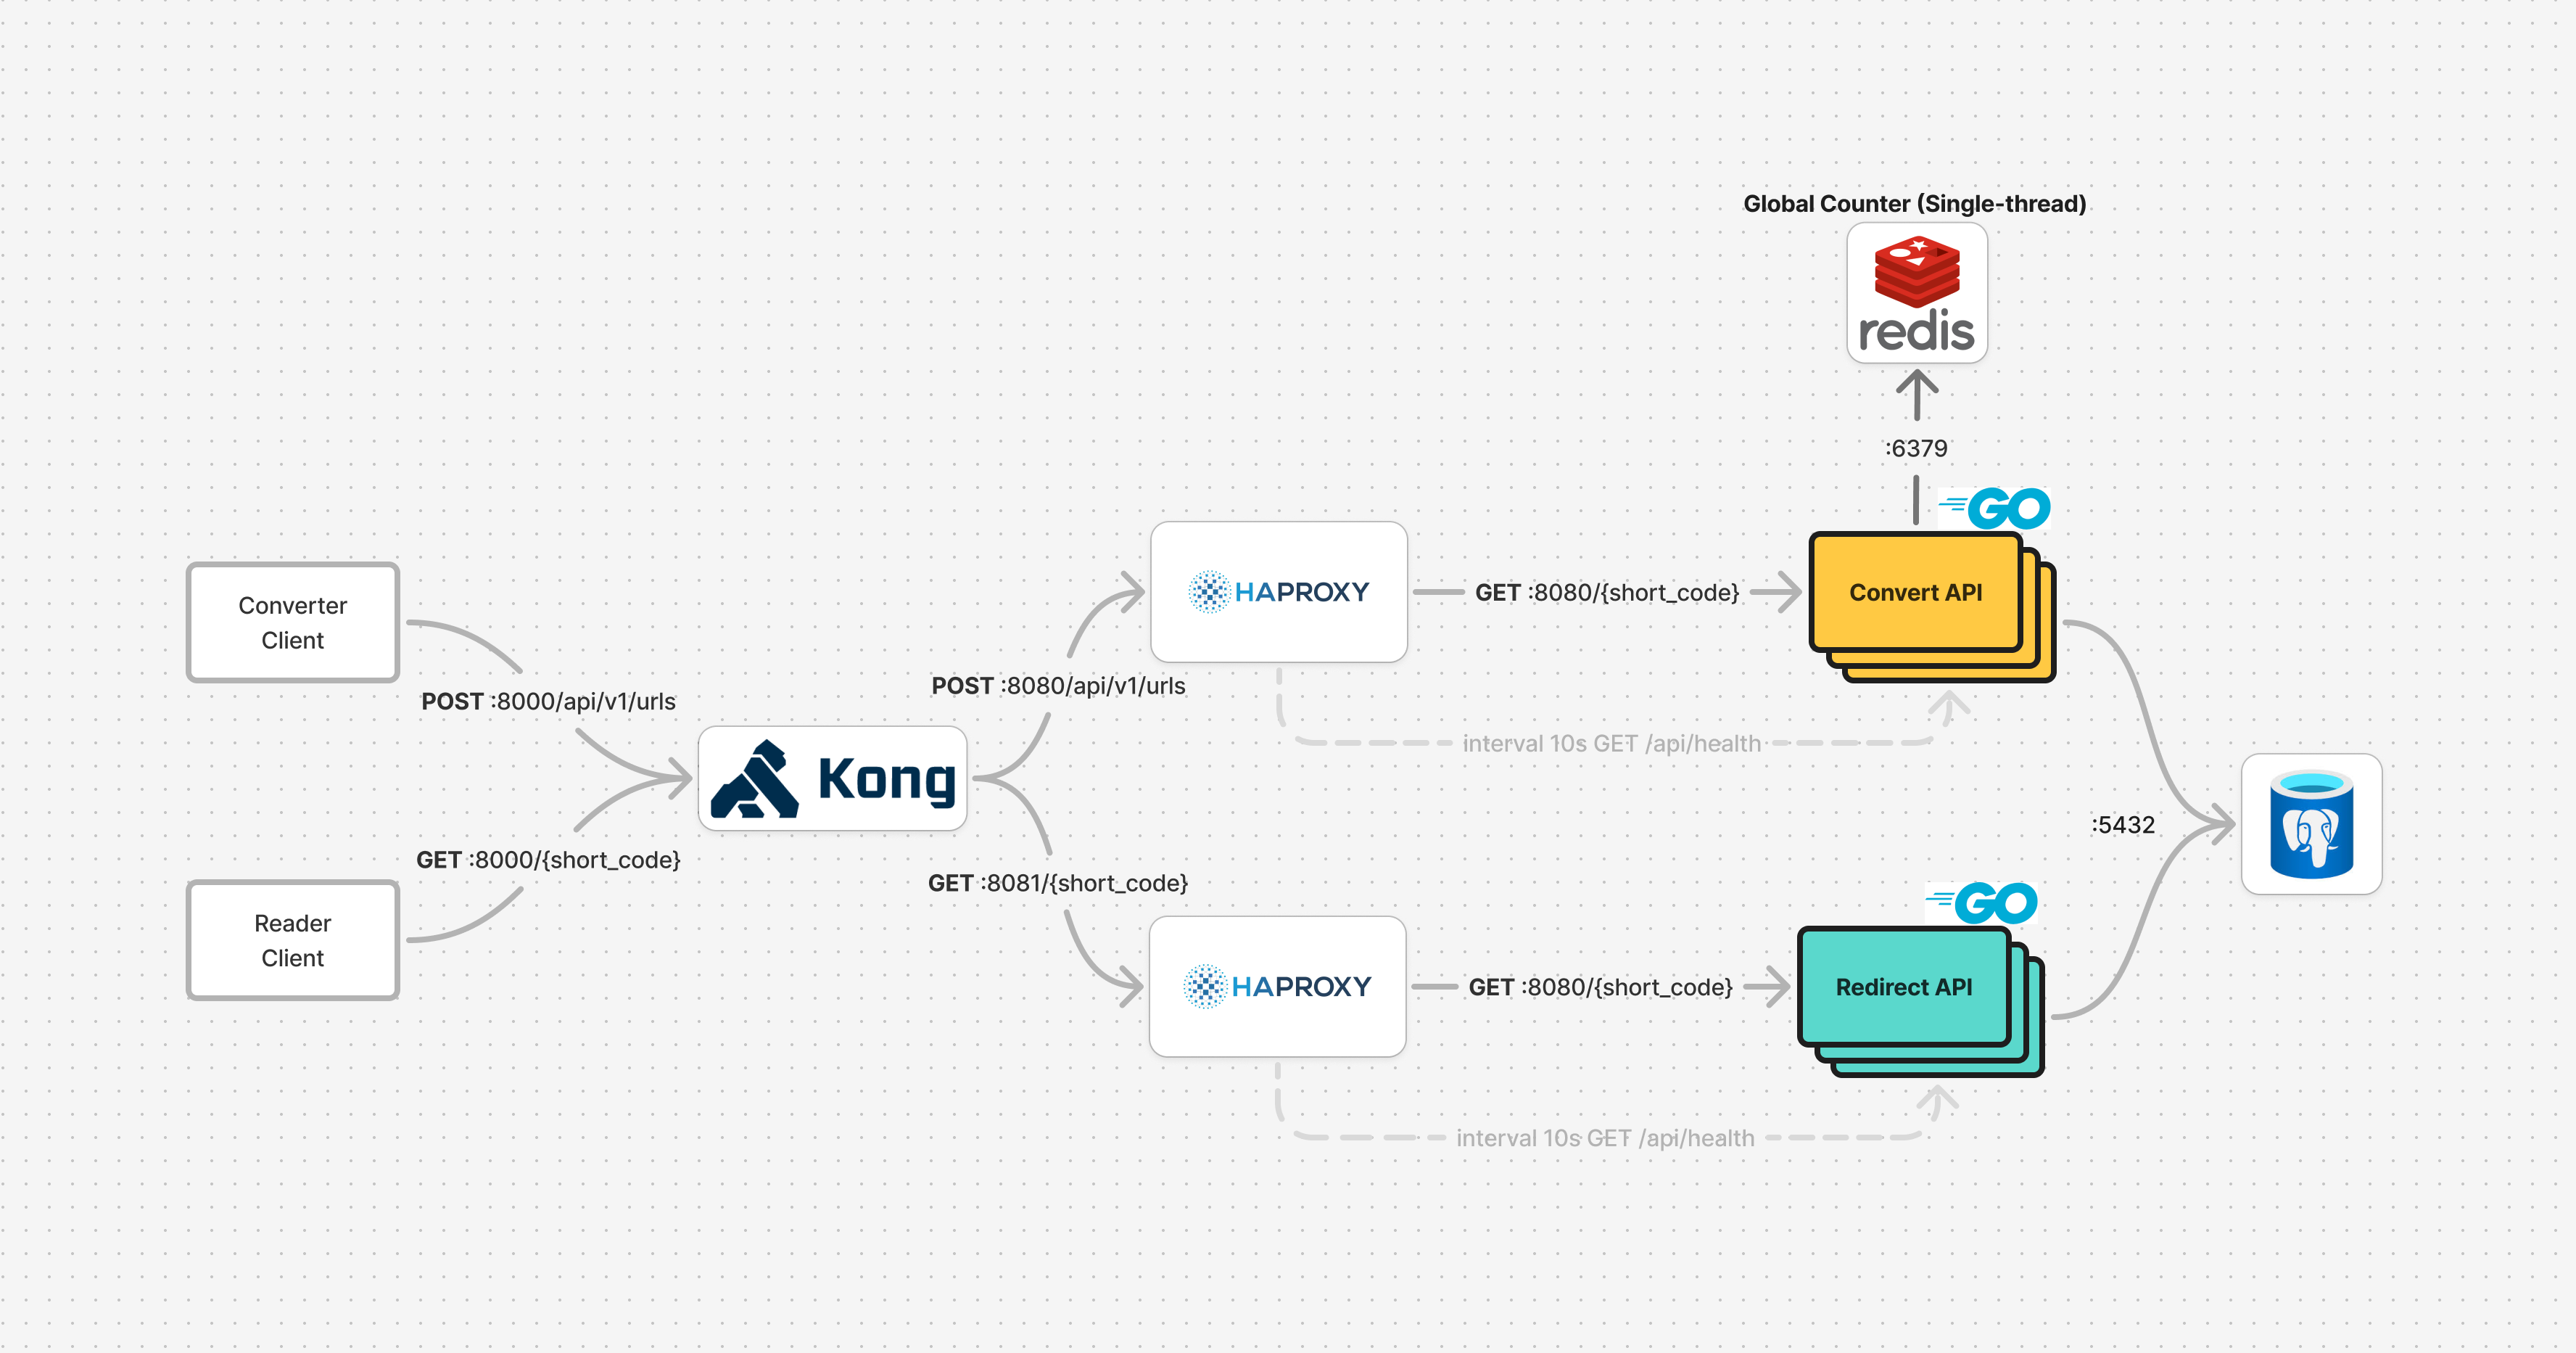 Global Counter (Single-thread)
redis
:6379
GO
Converter
Client
HAPROXY
GET :8080/{short_code}
Convert API
POST :8000/api/v1/urls
POST :8080/api/v1/urls
interval 10s GET /api/health
Kong
:5432
GET :8000/{short_code}
GET :8081/{short_code}
GO
Reader
Client
HAPROXY
GET :8080/{short_code}
Redirect API
interval 10s GET /api/health